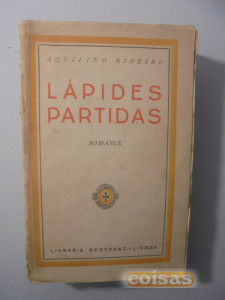 AQUILINO RIBEIRO
LÁPIDES
PARTIDAS
ROMANCE
LIVRARIA BERTRAND—LISBOA
coisas